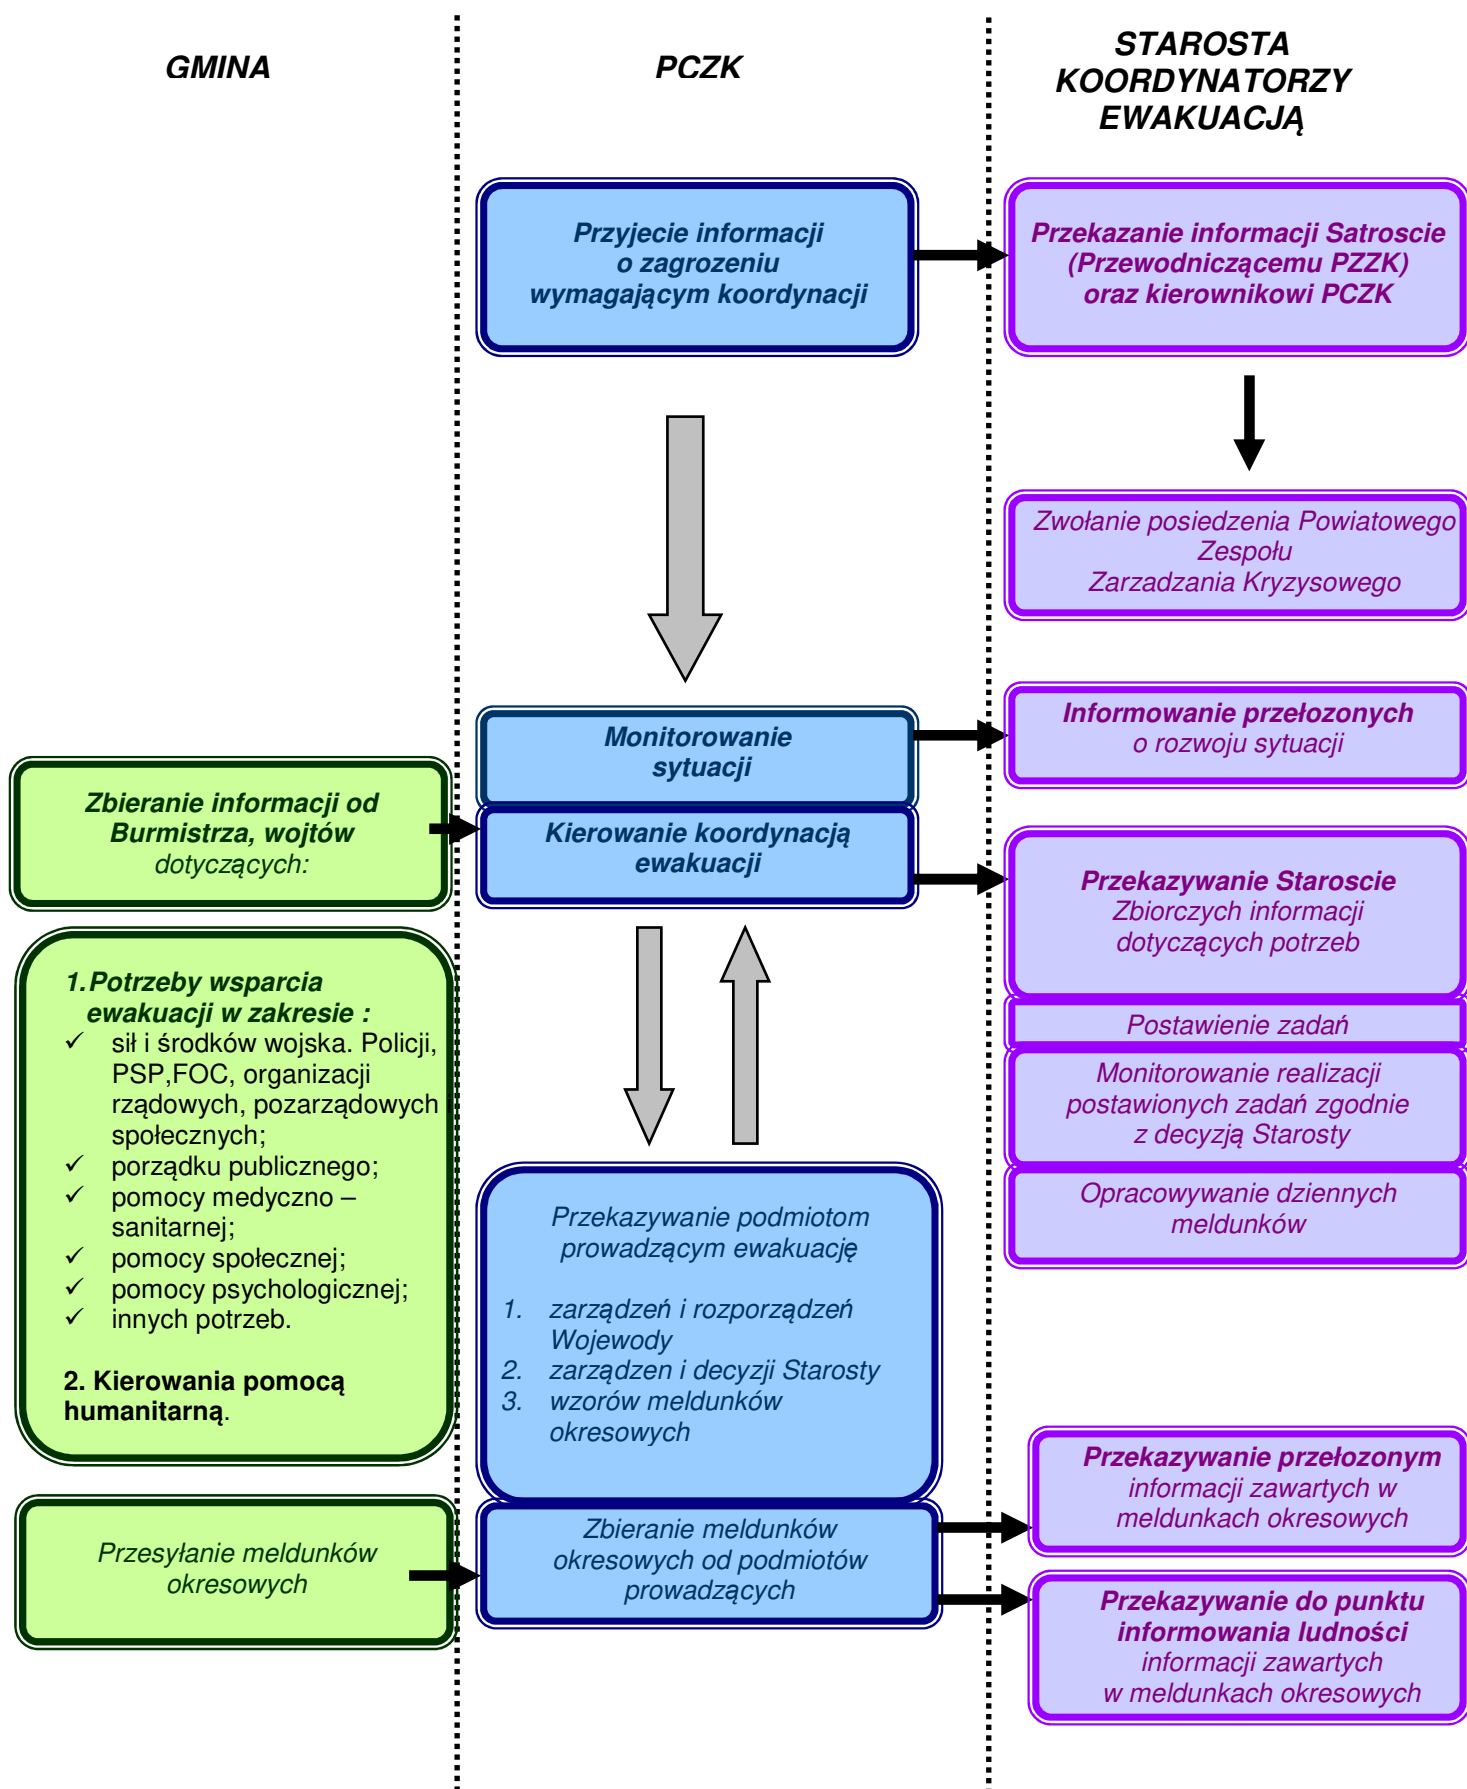 GMINA
PCZK
STAROSTA
KOORDYNATORZY
EWAKUACJĄ
Przyjecie informacji
o zagrozeniu
wymagającym koordynacji
Przekazanie informacji Satroscie
(Przewodniczącemu PZZK)
oraz kierownikowi PCZK
Zwołanie posiedzenia Powiatowego
Zespołu
Zarzadzania Kryzysowego
Monitorowanie
sytuacji
Informowanie przełozonych
o rozwoju sytuacji
Zbieranie informacji od
Burmistrza, wojtów
dotyczących:
Kierowanie koordynacją
ewakuacji
Przekazywanie Staroscie
Zbiorczych informacji
dotyczących potrzeb
Postawienie zadań
Monitorowanie realizacji
postawionych zadań zgodnie
z decyzją Starosty
Opracowywanie dziennych
meldunków
1. Potrzeby wsparcia
ewakuacji w zakresie :
✓ sił i środków wojska. Policji,
PSP,FOC, organizacji
rządowych, pozarządowych
społecznych;
✓ porządku publicznego;
✓ pomocy medyczno –
sanitarnej;
✓ pomocy społecznej;
✓ pomocy psychologicznej;
✓ innych potrzeb.
2. Kierowania pomocą
humanitarną.
Przekazywanie podmiotom
prowadzącym ewakuację
1. zarządzeń i rozporządzeń
Wojewody
2. zarządzen i decyzji Starosty
3. wzorów meldunków
okresowych
Przekazywanie przełozonym
informacji zawartych w
meldunkach okresowych
Przesyłanie meldunków
okresowych
Zbieranie meldunków
okresowych od podmiotów
prowadzących
Przekazywanie do punktu
informowania ludności
informacji zawartych
w meldunkach okresowych